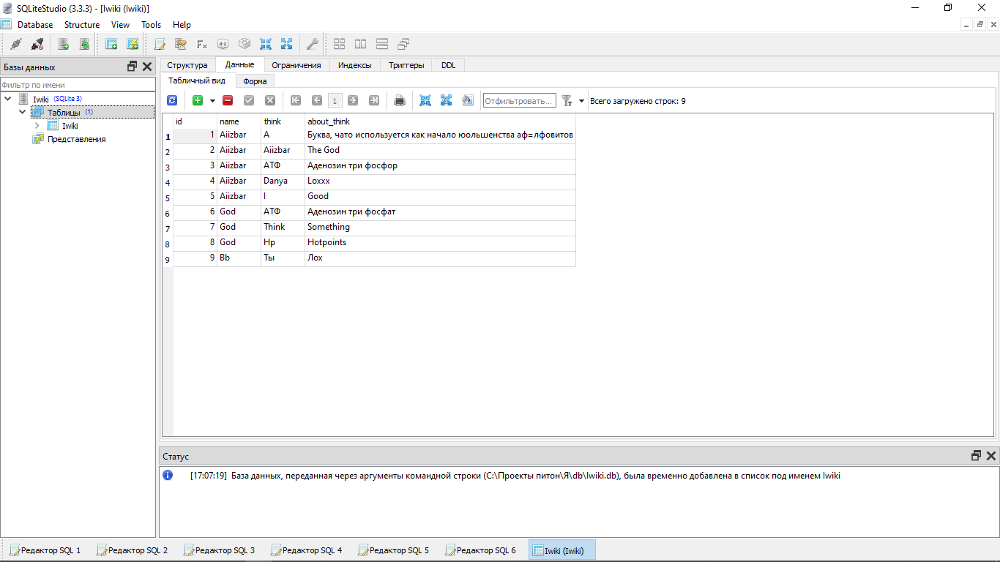 SQLiteStudio (3.3.3) - [Iwiki (Iwiki)]
Database Structure View Tools Help
Базы данных
Фильтр по имени
Iwiki (SQLite 3)
Таблицы (1)
Iwiki
Представления
Структура Данные Ограничения Индексы Триггеры DDL
Табличный вид Форма
1 Отфильтровать... Всего загружено строк: 9
id name think about_think
1 1 Aiizbar А Буква, чато используется как начало юольшенства аф=лфовитов
2 2 Aiizbar Aiizbar The God
3 3 Aiizbar АТФ Аденозин три фосфор
4 4 Aiizbar Danya Loxxx
5 5 Aiizbar I Good
6 6 God АТФ Аденозин три фосфат
7 7 God Think Something
8 8 God Hp Hotpoints
9 9 Bb Ты Лох
Статус
[17:07:19] База данных, переданная через аргументы командной строки (C:\Проекты питон\Я\db\Iwiki.db), была временно добавлена в список под именем Iwiki
Редактор SQL 1 Редактор SQL 2 Редактор SQL 3 Редактор SQL 4 Редактор SQL 5 Редактор SQL 6 Iwiki (Iwiki)